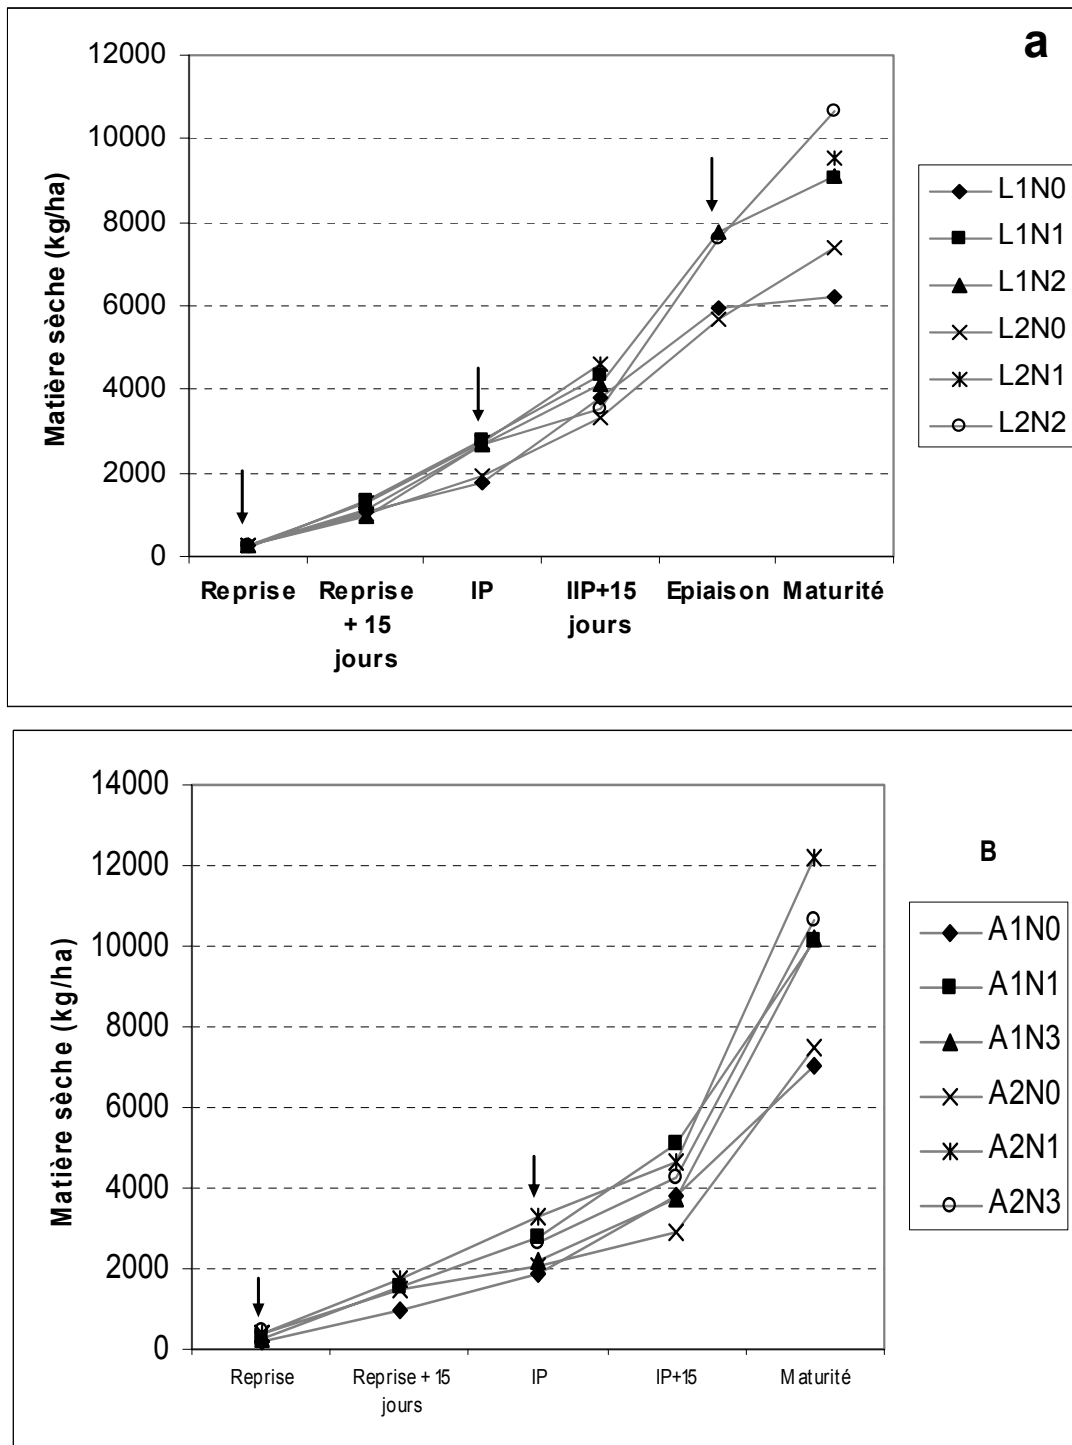 a
Matière sèche (kg/ha)
12000
10000
8000
6000
4000
2000
0
Reprise
Reprise
+ 15
jours
IP
IIP+15
jours
Epiaison
Maturité
L1N0
L1N1
L1N2
L2N0
L2N1
L2N2
B
Matière sèche (kg/ha)
14000
12000
10000
8000
6000
4000
2000
0
Reprise
Reprise + 15
jours
IP
IP+15
Maturité
A1N0
A1N1
A1N3
A2N0
A2N1
A2N3